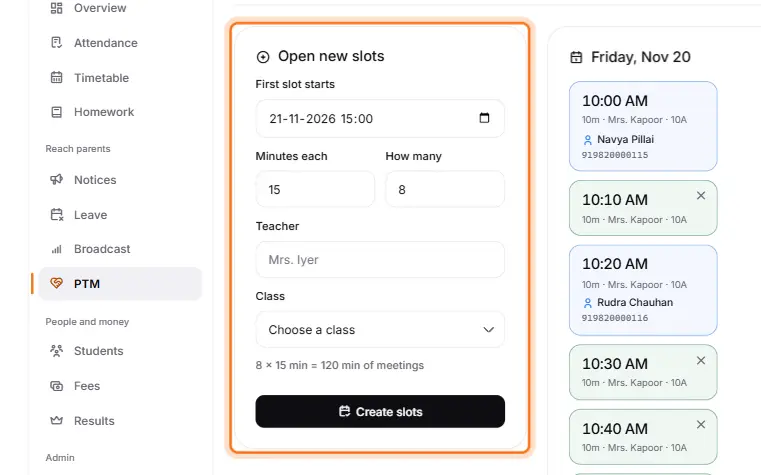 Overview
Attendance
Timetable
Homework
Reach parents
Notices
Leave
Broadcast
PTM
People and money
Students
Fees
Results
Admin
Open new slots
First slot starts
21-11-2026 15:00
Minutes each
How many
15
8
Teacher
Mrs. Iyer
Class
Choose a class
8 × 15 min = 120 min of meetings
Create slots
Friday, Nov 20
10:00 AM
10m · Mrs. Kapoor · 10A
Navya Pillai
919820000115
10:10 AM
10m · Mrs. Kapoor · 10A
10:20 AM
10m · Mrs. Kapoor · 10A
Rudra Chauhan
919820000116
10:30 AM
10m · Mrs. Kapoor · 10A
10:40 AM
10m · Mrs. Kapoor · 10A